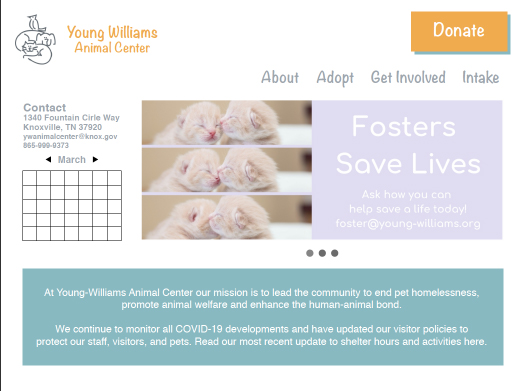 Young Williams
Animal Center
Donate
About Adopt Get Involved Intake
Contact
1340 Fountain Cirle Way
Knoxville, TN 37920
ywanimalcenter@knox.gov
865-999-9373
March
Fosters
Save Lives
Ask how you can
help save a life today!
foster@young-williams.org
At Young-Williams Animal Center our mission is to lead the community to end pet homelessness,
promote animal welfare and enhance the human-animal bond.
We continue to monitor all COVID-19 developments and have updated our visitor policies to
protect our staff, visitors, and pets. Read our most recent update to shelter hours and activities here.